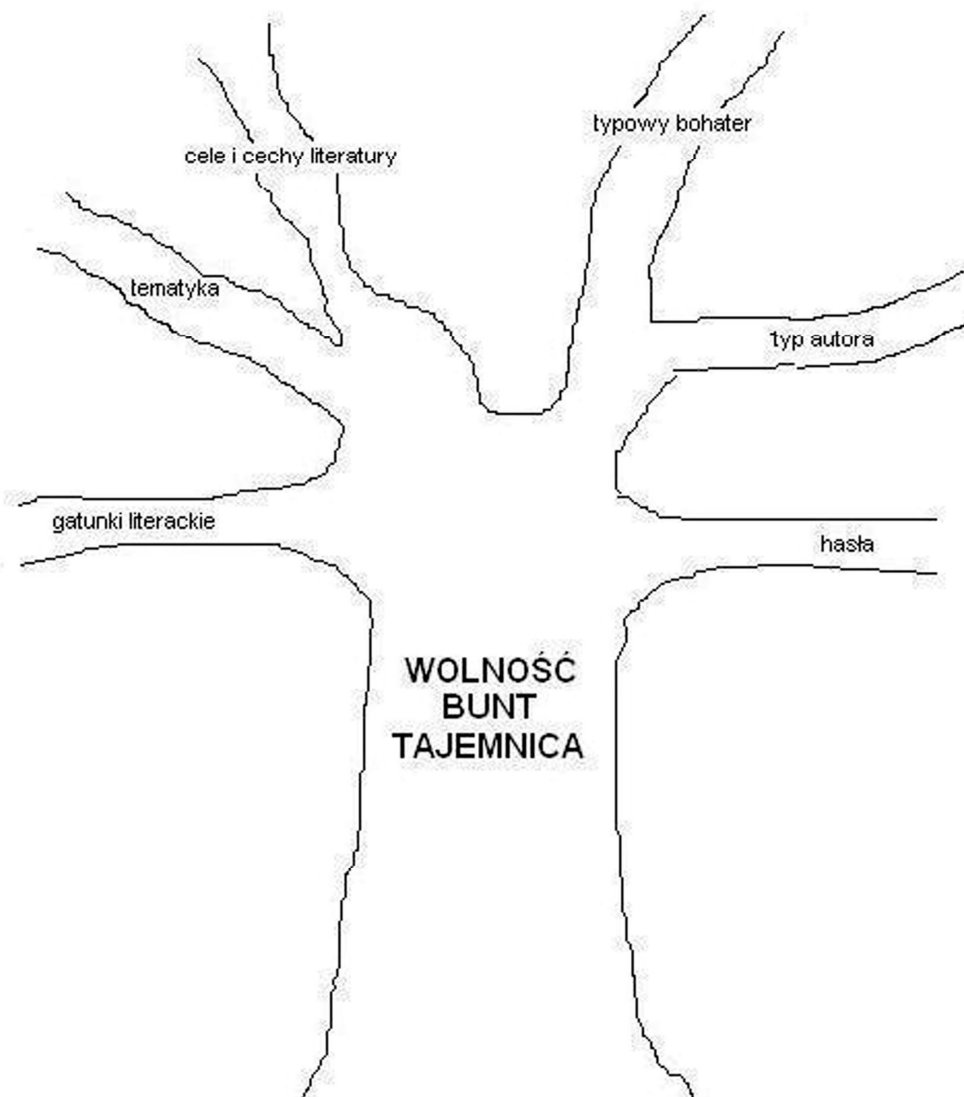 typowy bohater
cele i cechy literatury
tematyka
typ autora
gatunki literackie
hasła
WOLNOŚĆ
BUNT
TAJEMNICA